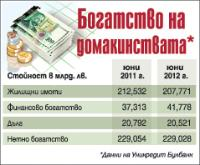 Богатство на
домакинствата*
Стойност в млрд. лв.
юни 2011 г.
юни 2012 г.
Жилищни имоти 212,532 207,771
Финансово богатство 37,313 41,778
Дълг 20,792 20,521
Нетно богатство 229,054 229,028
*Данни на Уникредит Булбанк